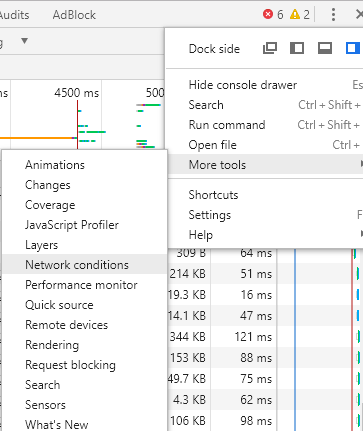 Audits
AdBlock
6
2
4500 ms
Dock side
Hide console drawer
Search
Ctrl + Shift +
Run command
Ctrl + Shift +
Open file
Ctrl +
More tools
Shortcuts
Settings
Help
Animations
Changes
Coverage
JavaScript Profiler
Layers
Network conditions
Performance monitor
Quick source
Remote devices
Rendering
Request blocking
Search
Sensors
What's New
309 B 64 ms
214 KB 51 ms
19.3 KB 16 ms
14.1 KB 47 ms
344 KB 121 ms
153 KB 88 ms
49.7 KB 75 ms
4.3 KB 62 ms
106 KB 98 ms